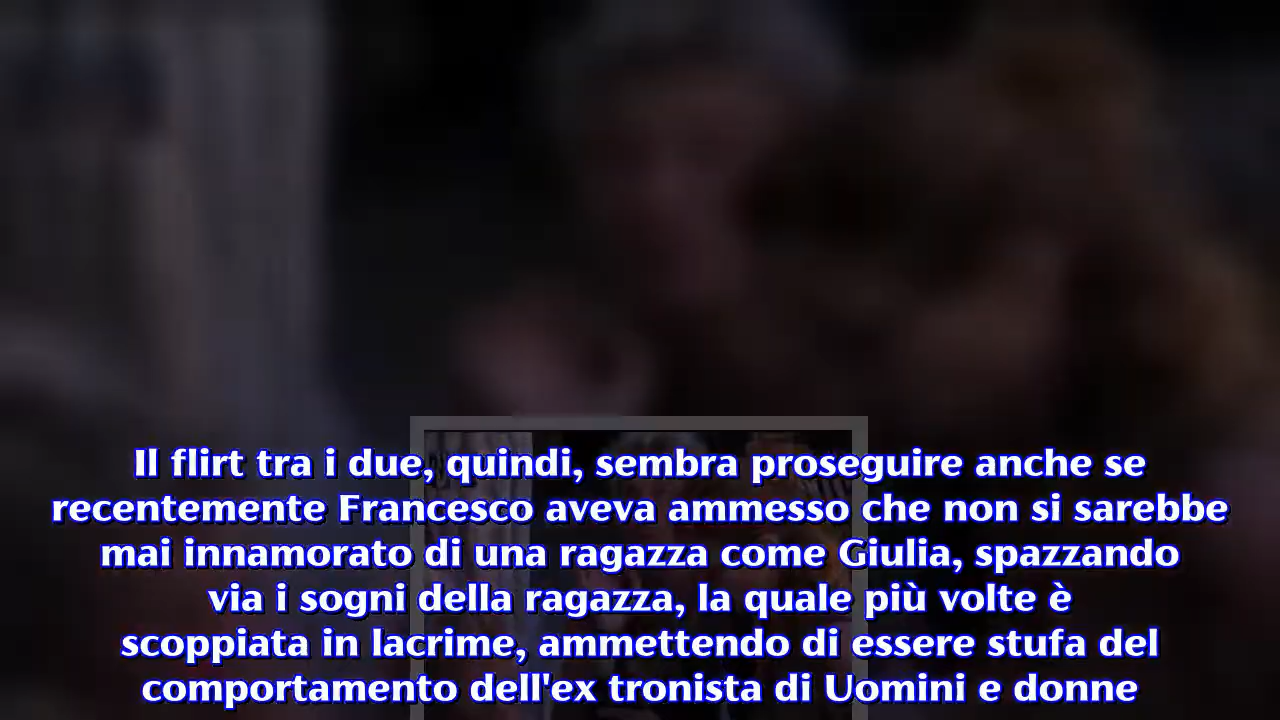 Il flirt tra i due, quindi, sembra proseguire anche se
recentemente Francesco aveva ammesso che non si sarebbe
mai innamorato di una ragazza come Giulia, spazzando
via i sogni della ragazza, la quale più volte è
scoppiata in lacrime, ammettendo di essere stufa del
comportamento dell'ex tronista di Uomini e donne